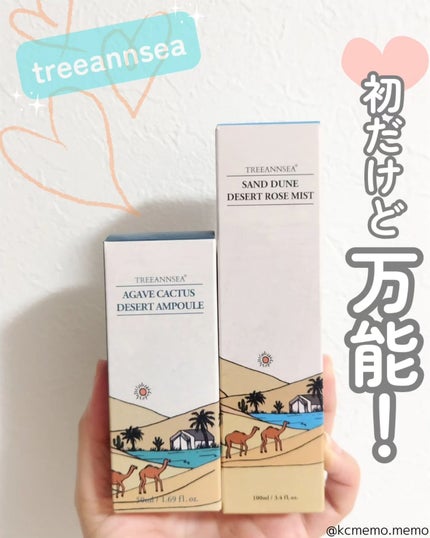 treeannsea
初だけど
万能!
TREEANNSEA®
SAND DUNE
DESERT ROSE MIST
100ml / 3.4 fl. oz.
TREEANNSEA®
AGAVE CACTUS
DESERT AMPOULE
50ml / 1.69 fl. oz.
@kcmemo.memo